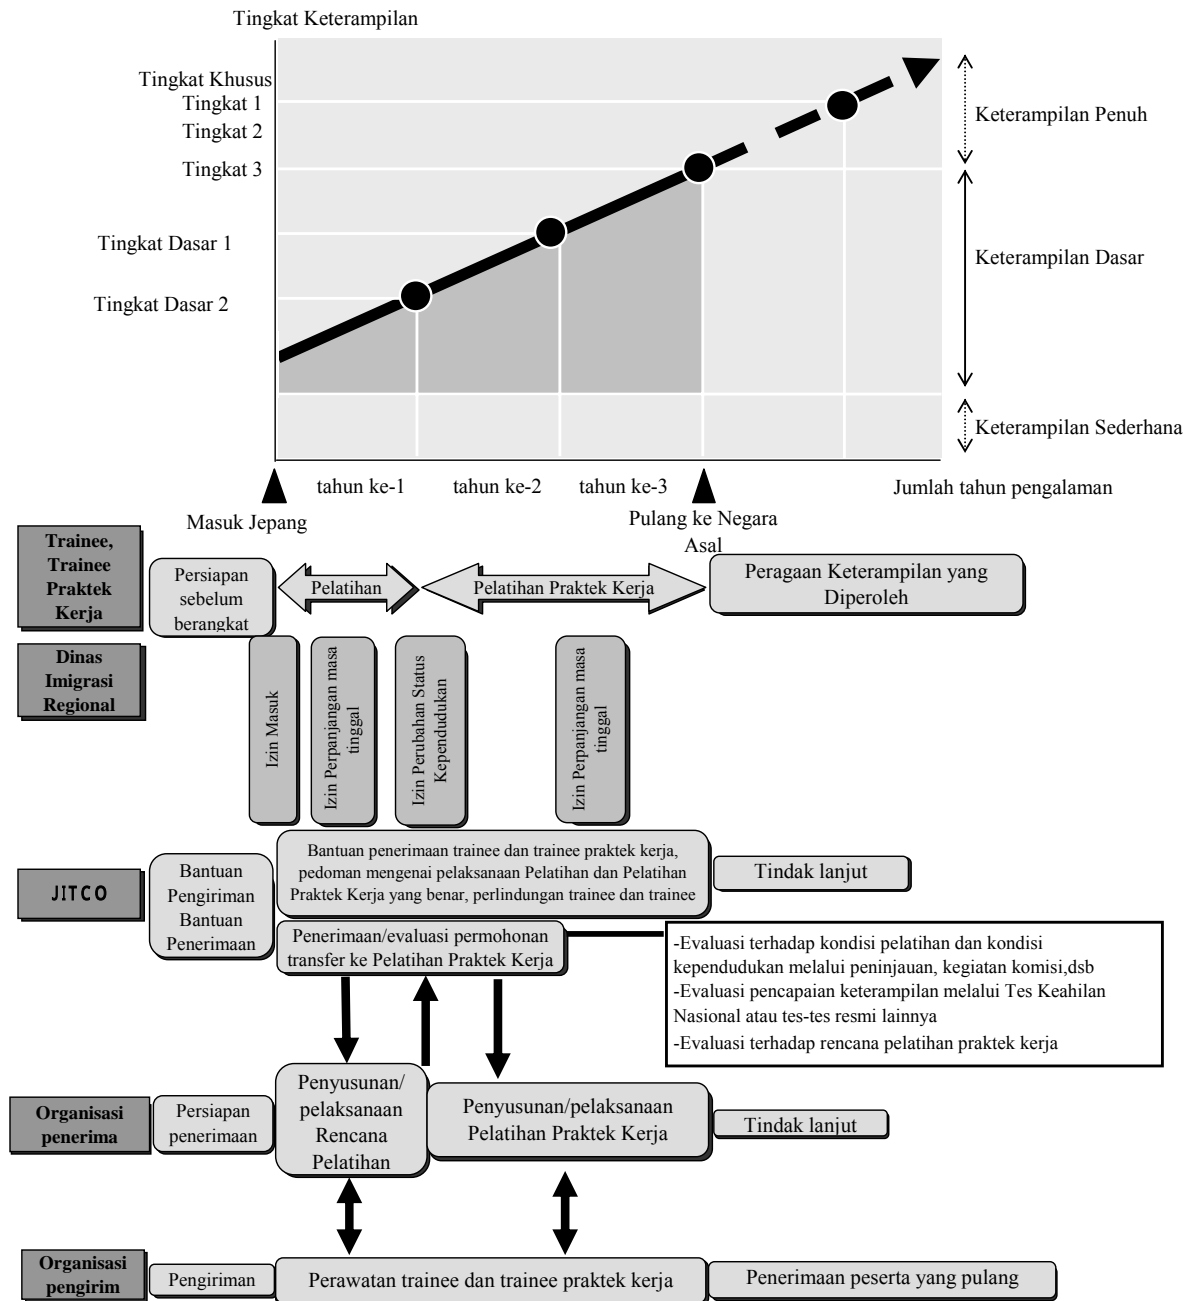 Tingkat Keterampilan
Tingkat Khusus
Tingkat 1
Tingkat 2
Tingkat 3
Tingkat Dasar 1
Tingkat Dasar 2
Keterampilan Penuh
Keterampilan Dasar
Keterampilan Sederhana
tahun ke-1
tahun ke-2
tahun ke-3
Jumlah tahun pengalaman
Masuk Jepang
Pulang ke Negara
Asal
Trainee,
Trainee
Praktek
Kerja
Persiapan
sebelum
berangkat
Pelatihan
Pelatihan Praktek Kerja
Peragaan Keterampilan yang
Diperoleh
Dinas
Imigrasi
Regional
Izin Masuk
Izin Perpanjangan masa
tinggal
Izin Perubahan Status
Kependudukan
Izin Perpanjangan masa
tinggal
JITCO
Bantuan
Pengiriman
Bantuan
Penerimaan
Bantuan penerimaan trainee dan trainee praktek kerja,
pedoman mengenai pelaksanaan Pelatihan dan Pelatihan
Praktek Kerja yang benar, perlindungan trainee dan trainee
Tindak lanjut
Penerimaan/evaluasi permohonan
transfer ke Pelatihan Praktek Kerja
-Evaluasi terhadap kondisi pelatihan dan kondisi
kependudukan melalui peninjauan, kegiatan komisi,dsb
-Evaluasi pencapaian keterampilan melalui Tes Keahilan
Nasional atau tes-tes resmi lainnya
-Evaluasi terhadap rencana pelatihan praktek kerja
Organisasi
penerima
Persiapan
penerimaan
Penyusunan/
pelaksanaan
Rencana
Pelatihan
Penyusunan/pelaksanaan
Pelatihan Praktek Kerja
Tindak lanjut
Organisasi
pengirim
Pengiriman
Perawatan trainee dan trainee praktek kerja
Penerimaan peserta yang pulang